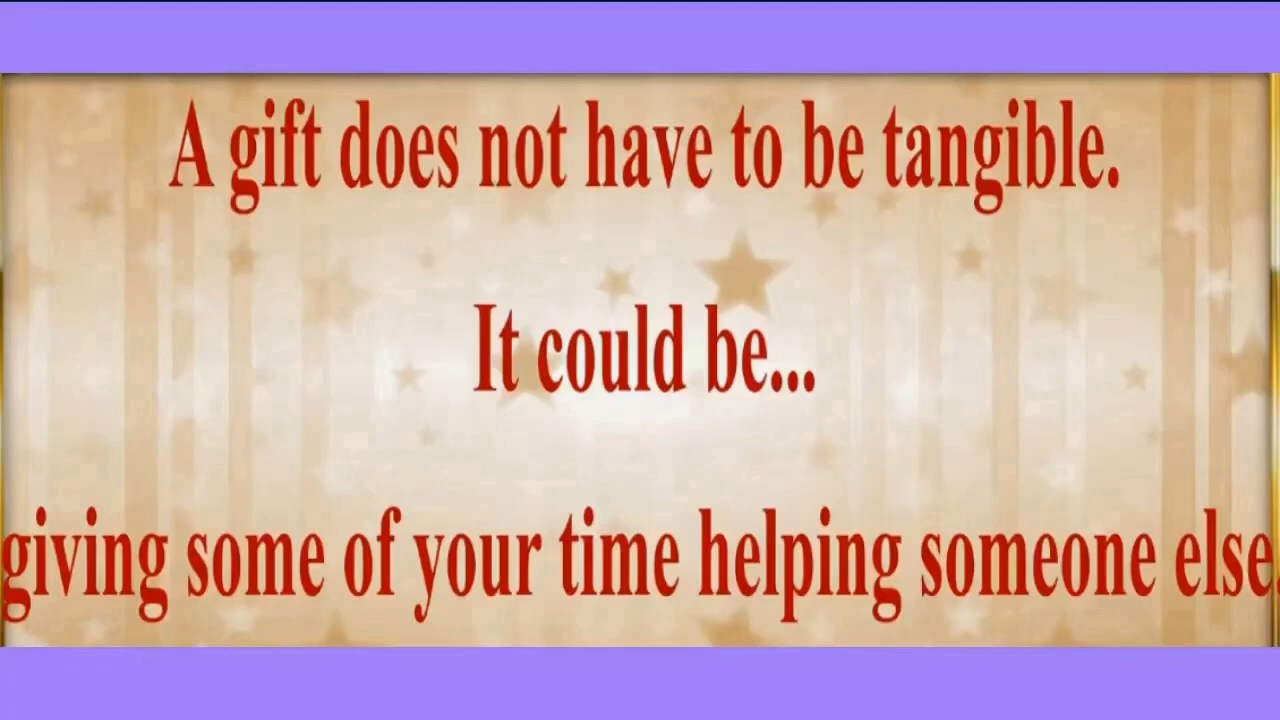 A gift does not have to be tangible.
It could be...
giving some of your time helping someone else.